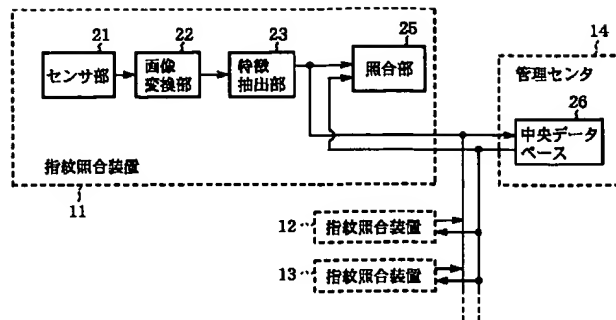 21
22
23
25
14
センサ部
画像
変換部
特徴
抽出部
照合部
管理センタ
26
中央データ
ベース
指紋照合装置
11
12
指紋照合装置
13
指紋照合装置